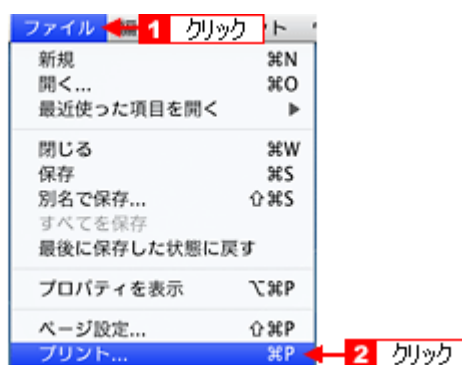 ファイル 1 クリック
新規 ⌘N
開く... ⌘O
最近使った項目を開く ▶
閉じる ⌘W
保存 ⌘S
別名で保存... ⇧⌘S
すべてを保存
最後に保存した状態に戻す
プロパティを表示 ⌥⌘P
ページ設定... ⇧⌘P
プリント... ⌘P 2 クリック